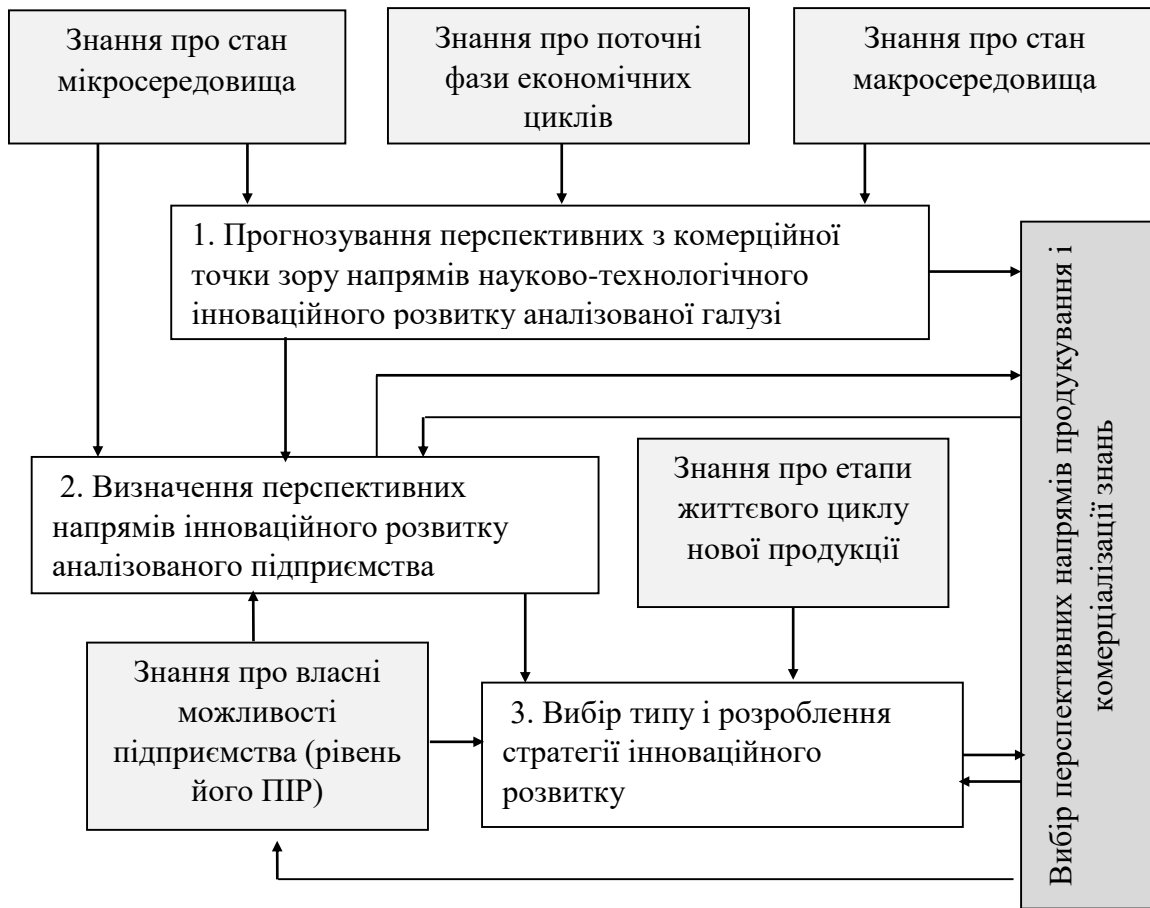 Знання про стан
мікросередовища
Знання про поточні
фази економічних
циклів
Знання про стан
макросередовища
1. Прогнозування перспективних з комерційної
точки зору напрямів науково-технологічного
інноваційного розвитку аналізованої галузі
2. Визначення перспективних
напрямів інноваційного розвитку
аналізованого підприємства
Знання про етапи
життєвого циклу
нової продукції
Знання про власні
можливості
підприємства (рівень
його ПІР)
3. Вибір типу і розроблення
стратегії інноваційного
розвитку
Вибір перспективних напрямів продукування і
комерціалізації знань